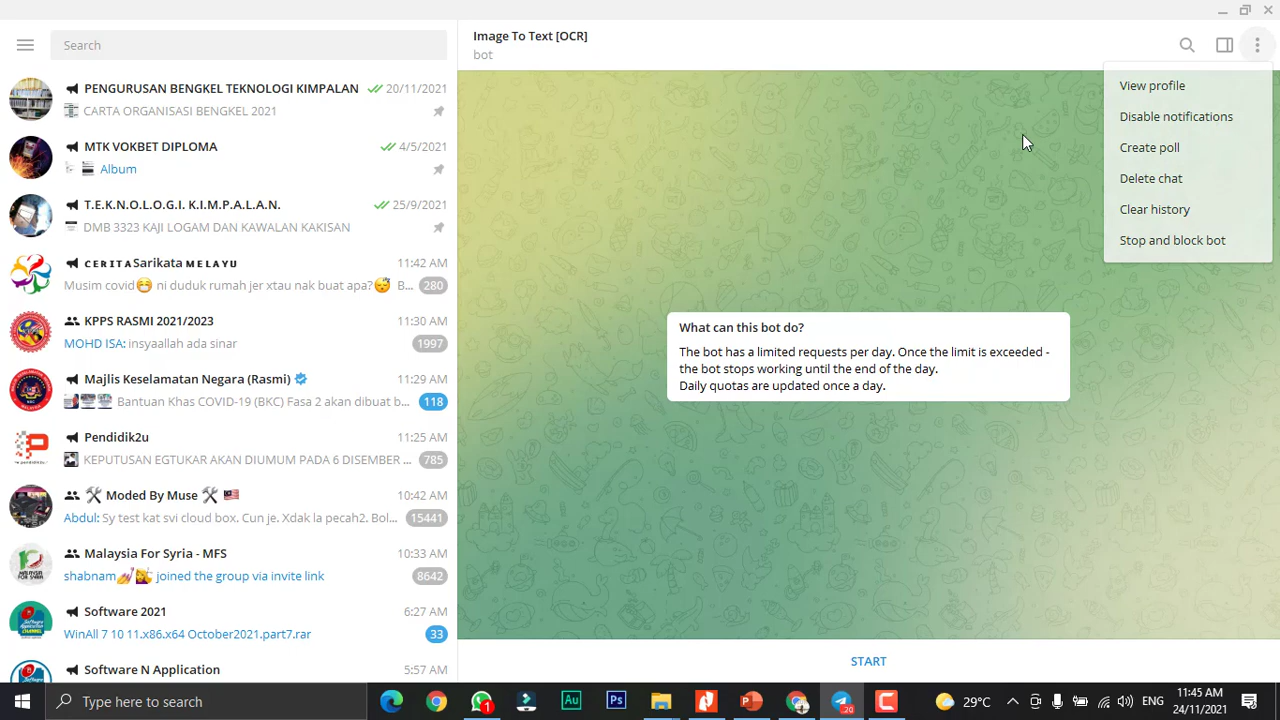 Search
PENGURUSAN BENGKEL TEKNOLOGI KIMPALAN 20/11/2021
CARTA ORGANISASI BENGKEL 2021
MTK VOKBET DIPLOMA 4/5/2021
Album
T.E.K.N.O.L.O.G.I. K.I.M.P.A.L.A.N. 25/9/2021
DMB 3323 KAJI LOGAM DAN KAWALAN KAKISAN
ᴄᴇʀɪᴛᴀSarikata ᴍᴇʟᴀʏᴜ 11:42 AM
Musim covid😷 ni duduk rumah jer xtau nak buat apa?😴 B... 280
KPPS RASMI 2021/2023 11:30 AM
MOHD ISA: insyaallah ada sinar 1997
Majlis Keselamatan Negara (Rasmi) 11:29 AM
Bantuan Khas COVID-19 (BKC) Fasa 2 akan dibuat b... 118
Pendidik2u 11:25 AM
KEPUTUSAN EGTUKAR AKAN DIUMUM PADA 6 DISEMBER ... 785
🛠 Moded By Muse 🛠 🇲🇾 10:42 AM
Abdul: Sy test kat svi cloud box. Cun je. Xdak la pecah2. Bol... 15441
Malaysia For Syria - MFS 10:33 AM
shabnam💅💁 joined the group via invite link 8642
Software 2021 6:27 AM
WinAll 7 10 11.x86.x64 October2021.part7.rar 33
Software N Application 5:57 AM
Image To Text [OCR]
bot
View profile
Disable notifications
Create poll
Delete chat
Clear history
Stop and block bot
What can this bot do?
The bot has a limited requests per day. Once the limit is exceeded -
the bot stops working until the end of the day.
Daily quotas are updated once a day.
START
Type here to search
1
Au
Ps
20
29°C
ENG
11:45 AM
24/11/2021